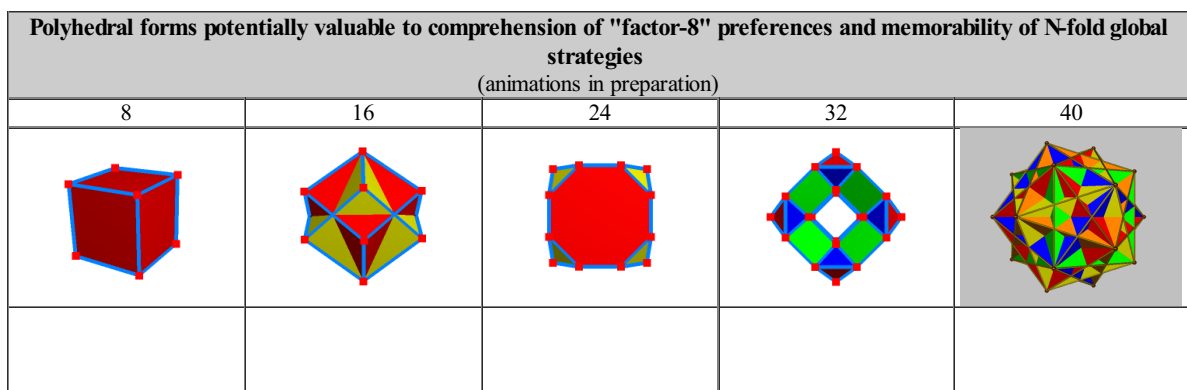 Polyhedral forms potentially valuable to comprehension of "factor-8" preferences and memorability of N-fold global
strategies
(animations in preparation)
8 16 24 32 40